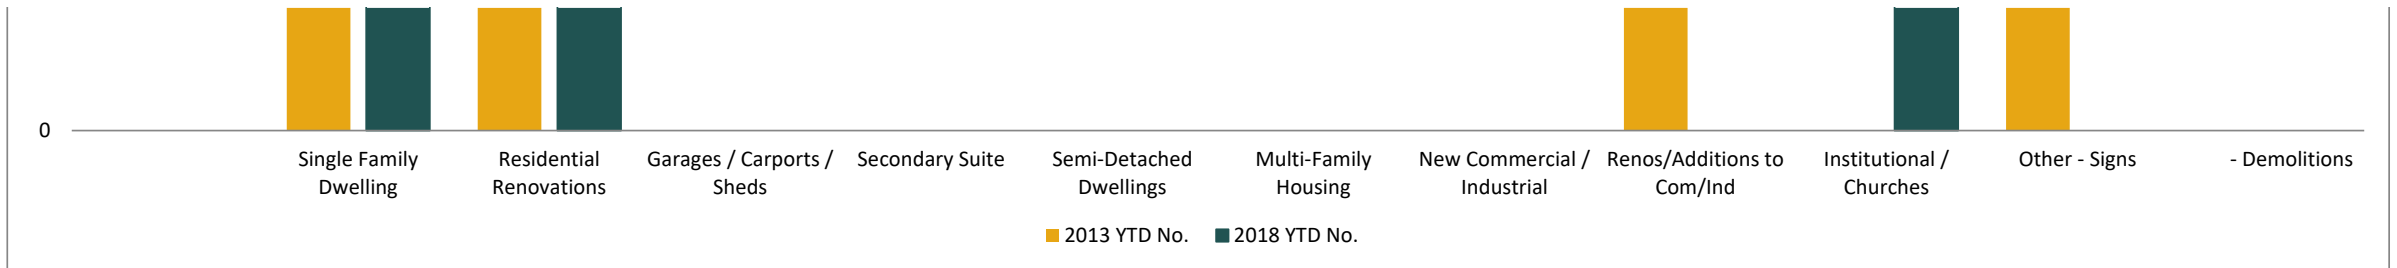 0
Single Family Dwelling
Residential Renovations
Garages / Carports / Sheds
Secondary Suite
Semi-Detached Dwellings
Multi-Family Housing
New Commercial / Industrial
Renos/Additions to Com/Ind
Institutional / Churches
Other - Signs
- Demolitions
2013 YTD No.
2018 YTD No.